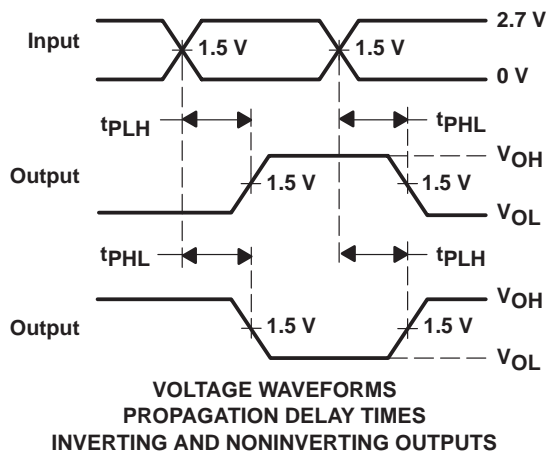 2.7 V
Input
1.5 V
1.5 V
0 V
tPLH
tPHL
VOH
Output
1.5 V
1.5 V
VOL
tPHL
tPLH
VOH
Output
1.5 V
1.5 V
VOL
VOLTAGE WAVEFORMS
PROPAGATION DELAY TIMES
INVERTING AND NONINVERTING OUTPUTS